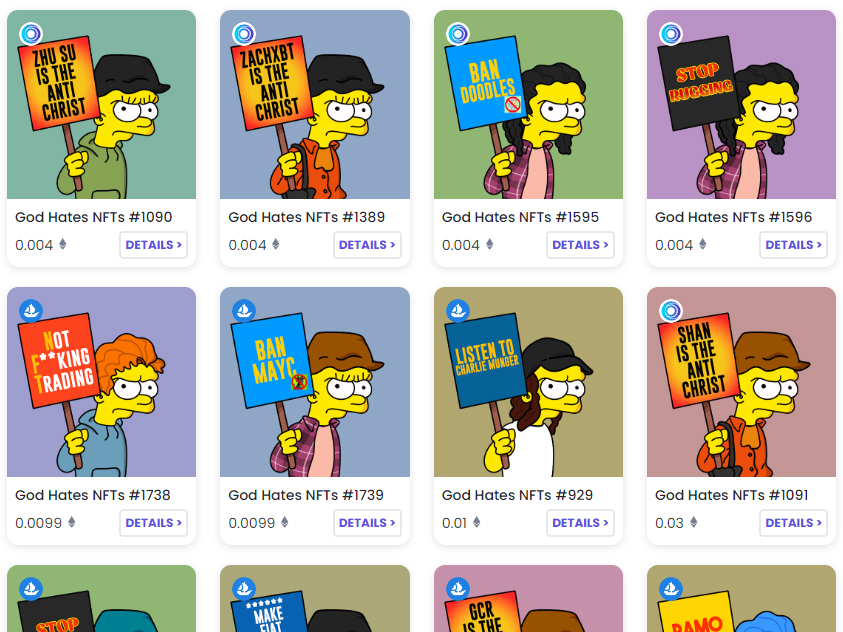 ZHU SU
IS THE
ANTI
CHRIST
ZACHXBT
IS THE
ANTI
CHRIST
BAN
DOODLES
STOP
RUGGING
God Hates NFTs #1090
God Hates NFTs #1389
God Hates NFTs #1595
God Hates NFTs #1596
0.004
DETAILS >
0.004
DETAILS >
0.004
DETAILS >
0.004
DETAILS >
NOT
F**KING
TRADING
BAN
MAYC
LISTEN TO
CHARLIE MUNGER
SHAN
IS THE
ANTI
CHRIST
God Hates NFTs #1738
God Hates NFTs #1739
God Hates NFTs #929
God Hates NFTs #1091
0.0099
DETAILS >
0.0099
DETAILS >
0.01
DETAILS >
0.03
DETAILS >
STOP
******
MAKE
FIAT
GCR
IS THE
RAMO